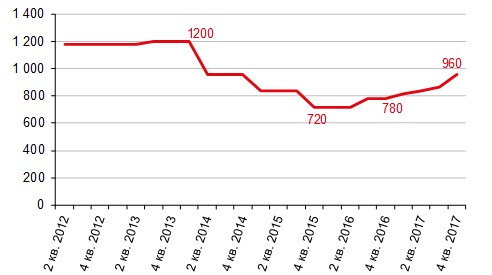 1 400
1 200
1 000
800
600
400
200
0
1200
720
780
960
2 кв. 2012
4 кв. 2012
2 кв. 2013
4 кв. 2013
2 кв. 2014
4 кв. 2014
2 кв. 2015
4 кв. 2015
2 кв. 2016
4 кв. 2016
2 кв. 2017
4 кв. 2017